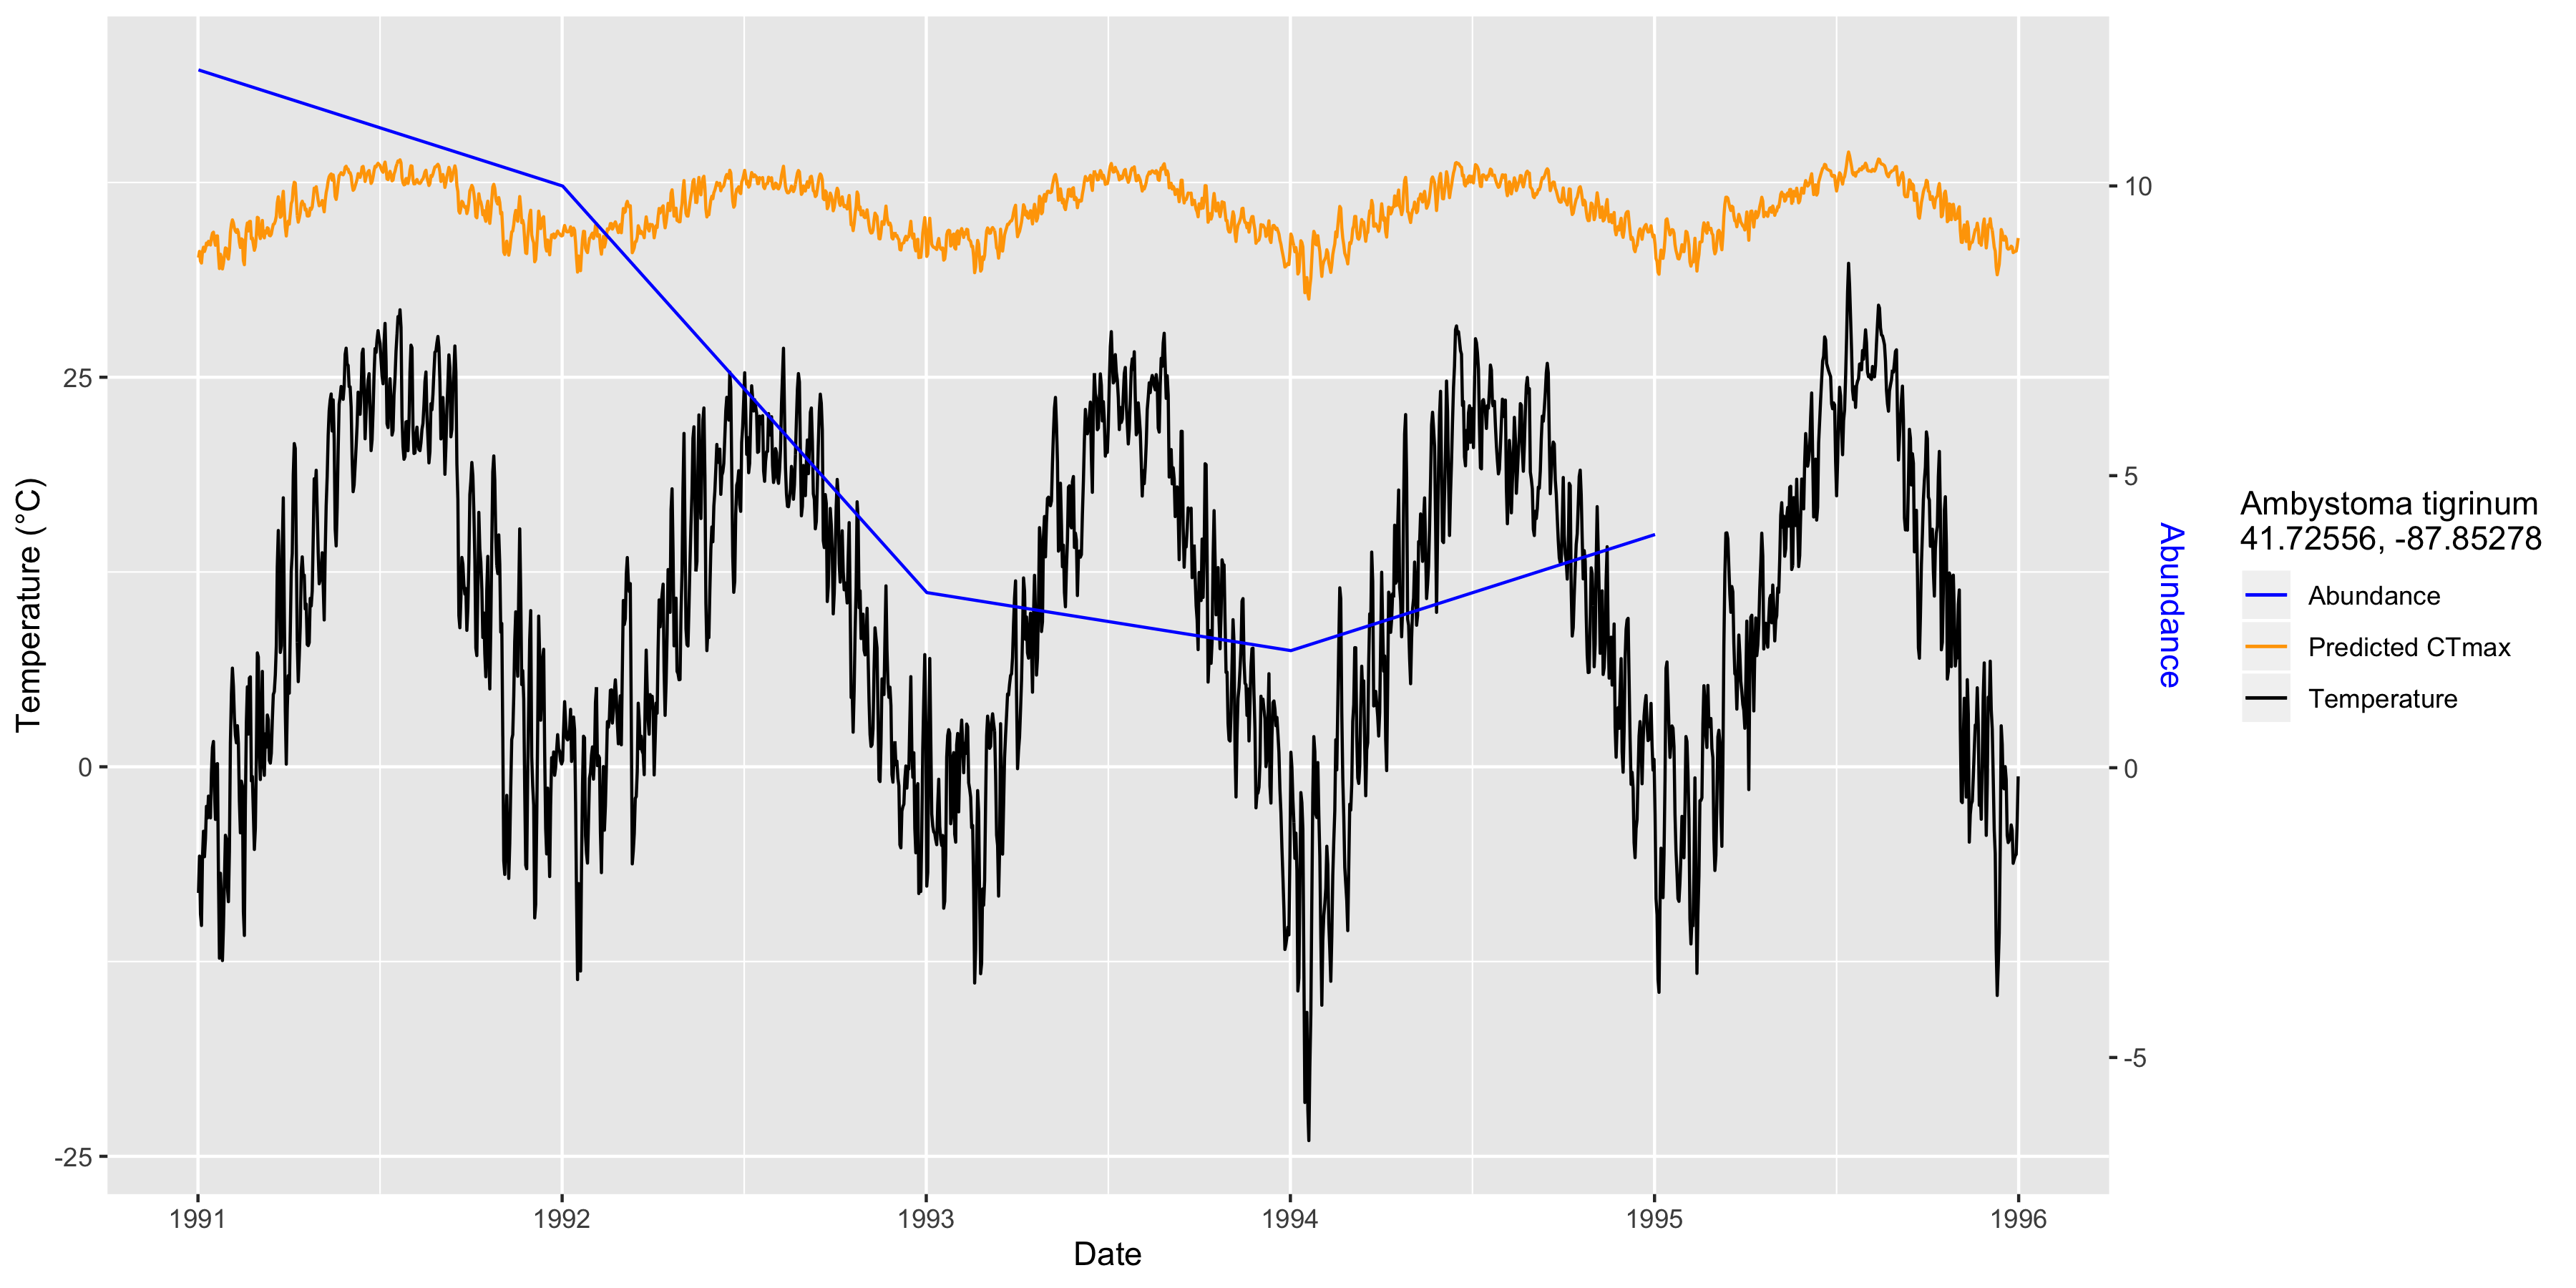 Temperature (°C)
25
0
-25
1991
1992
1993
1994
1995
1996
Date
10
5
0
-5
Abundance
Ambystoma tigrinum
41.72556, -87.85278
Abundance
Predicted CTmax
Temperature